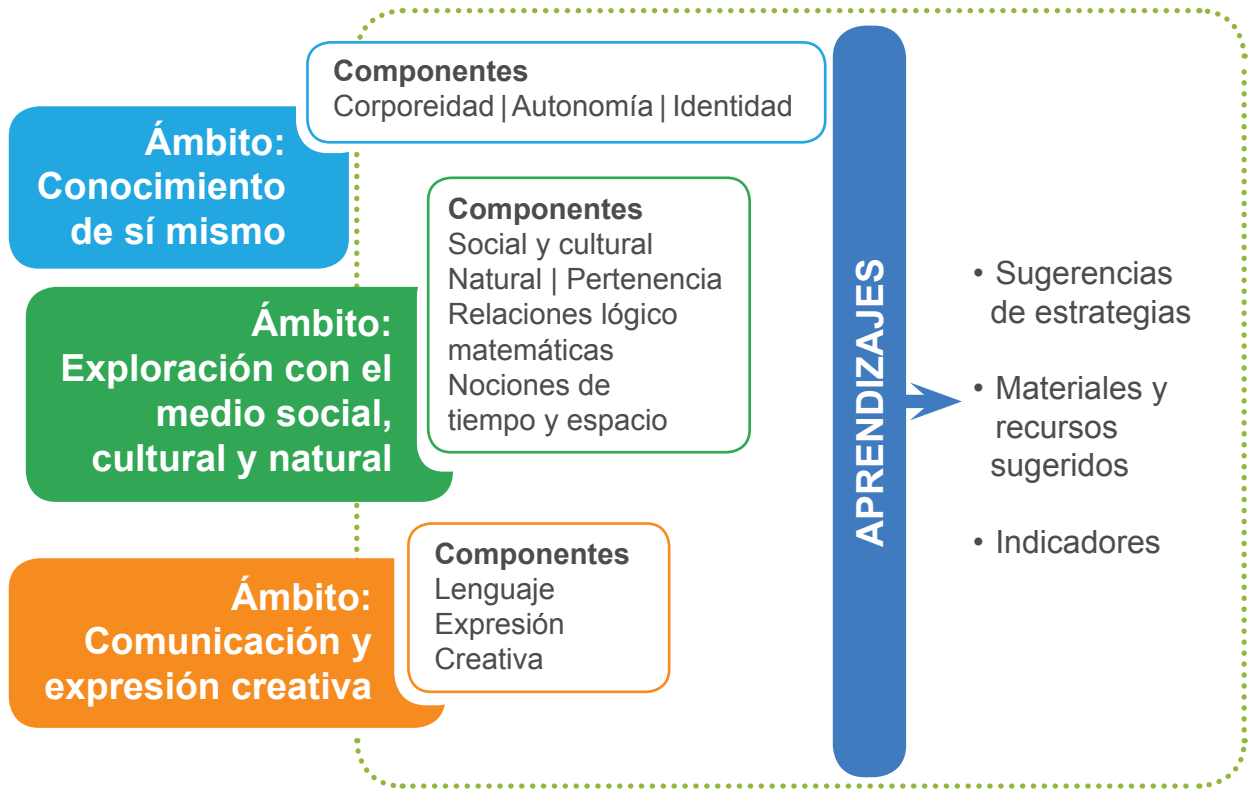 Componentes
Corporeidad | Autonomía | Identidad
Ámbito:
Conocimiento
de sí mismo
Componentes
Social y cultural
Natural | Pertenencia
Relaciones lógico
matemáticas
Nociones de
tiempo y espacio
Ámbito:
Exploración con el
medio social,
cultural y natural
Componentes
Lenguaje
Expresión
Creativa
Ámbito:
Comunicación y
expresión creativa
APRENDIZAJES
• Sugerencias
de estrategias
• Materiales y
recursos
sugeridos
• Indicadores